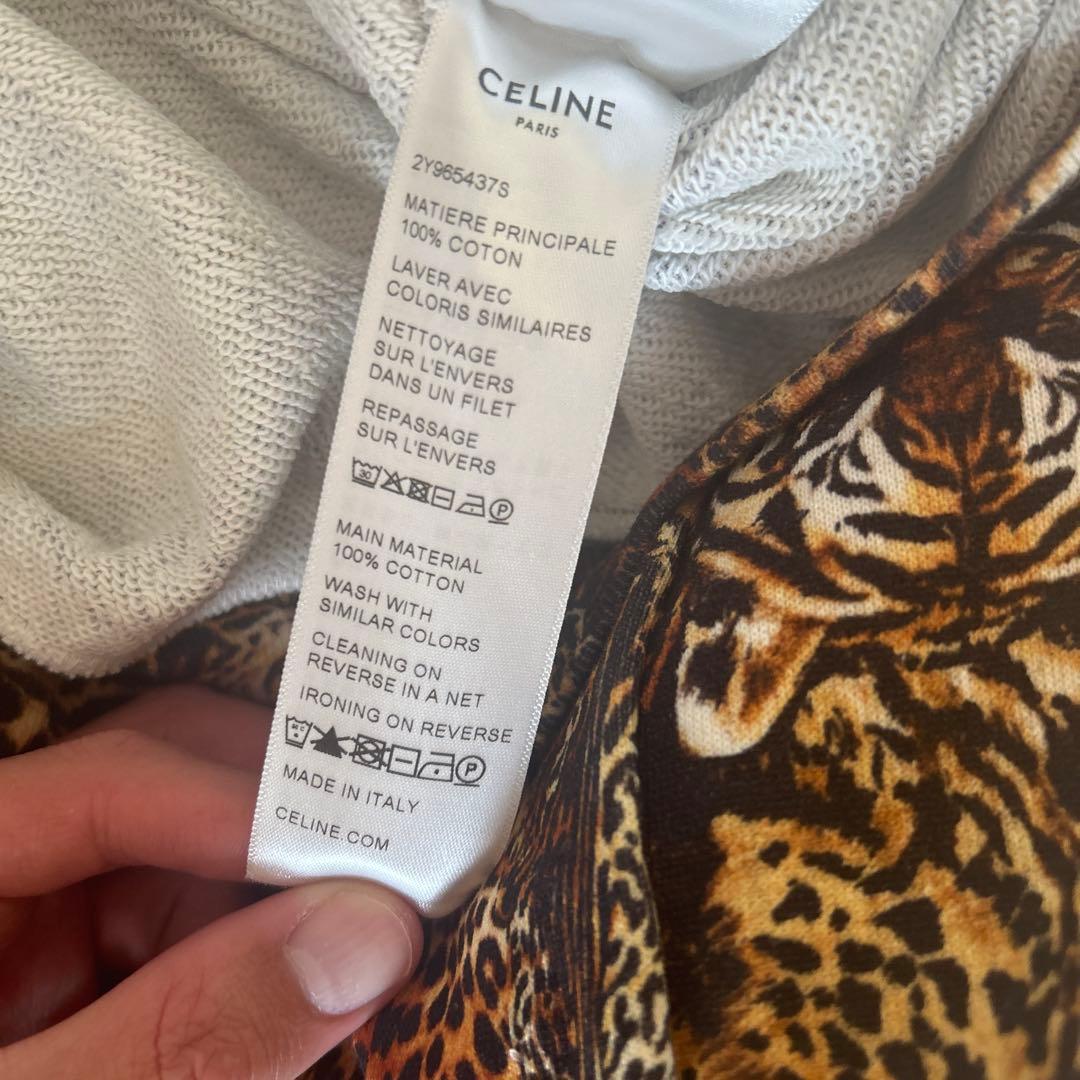 CELINE
PARIS
2Y965437S
MATIERE PRINCIPALE
100% COTON
LAVER AVEC
COLORIS SIMILAIRES
NETTOYAGE
SUR L'ENVERS
DANS UN FILET
REPASSAGE
SUR L'ENVERS
30 P
MAIN MATERIAL
100% COTTON
WASH WITH
SIMILAR COLORS
CLEANING ON
REVERSE IN A NET
IRONING ON REVERSE
P
MADE IN ITALY
CELINE.COM